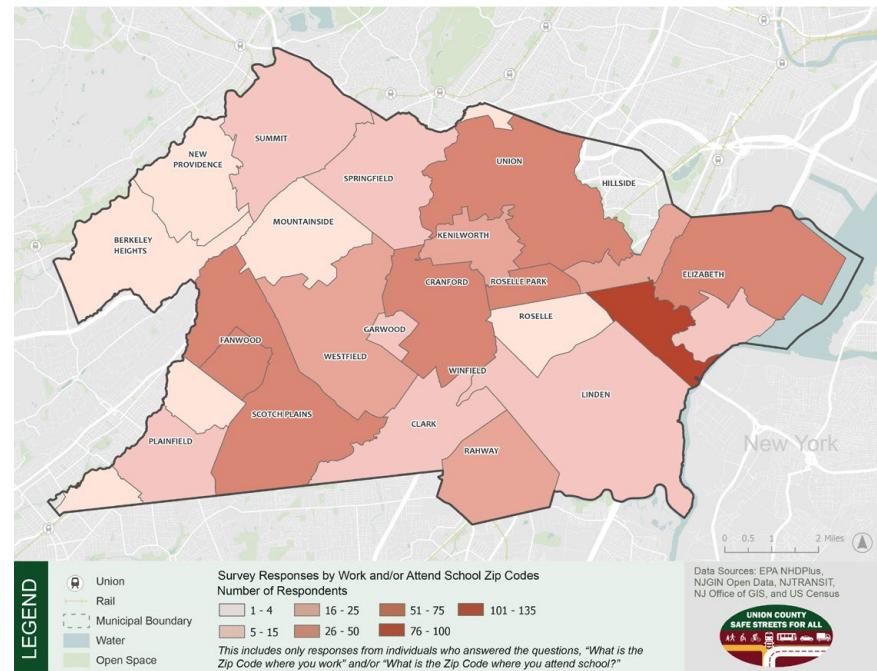 SUMMIT
NEW
PROVIDENCE
UNION
SPRINGFIELD
HILLSIDE
MOUNTAINSIDE
BERKELEY
HEIGHTS
KENILWORTH
ELIZABETH
CRANFORD
ROSELLE PARK
ROSELLE
GARWOOD
FANWOOD
WESTFIELD
WINFIELD
LINDEN
SCOTCH PLAINS
CLARK
PLAINFIELD
RAHWAY
New York
0 0.5 1 2 Miles
LEGEND
Union
Rail
Municipal Boundary
Water
Open Space
Survey Responses by Work and/or Attend School Zip Codes
Number of Respondents
1 - 4 16 - 25 51 - 75 101 - 135
5 - 15 26 - 50 76 - 100
This includes only responses from individuals who answered the questions, "What is the
Zip Code where you work" and/or "What is the Zip Code where you attend school?"
Data Sources: EPA NHDPlus,
NJGIN Open Data, NJTRANSIT,
NJ Office of GIS, and US Census
UNION COUNTY
SAFE STREETS FOR ALL